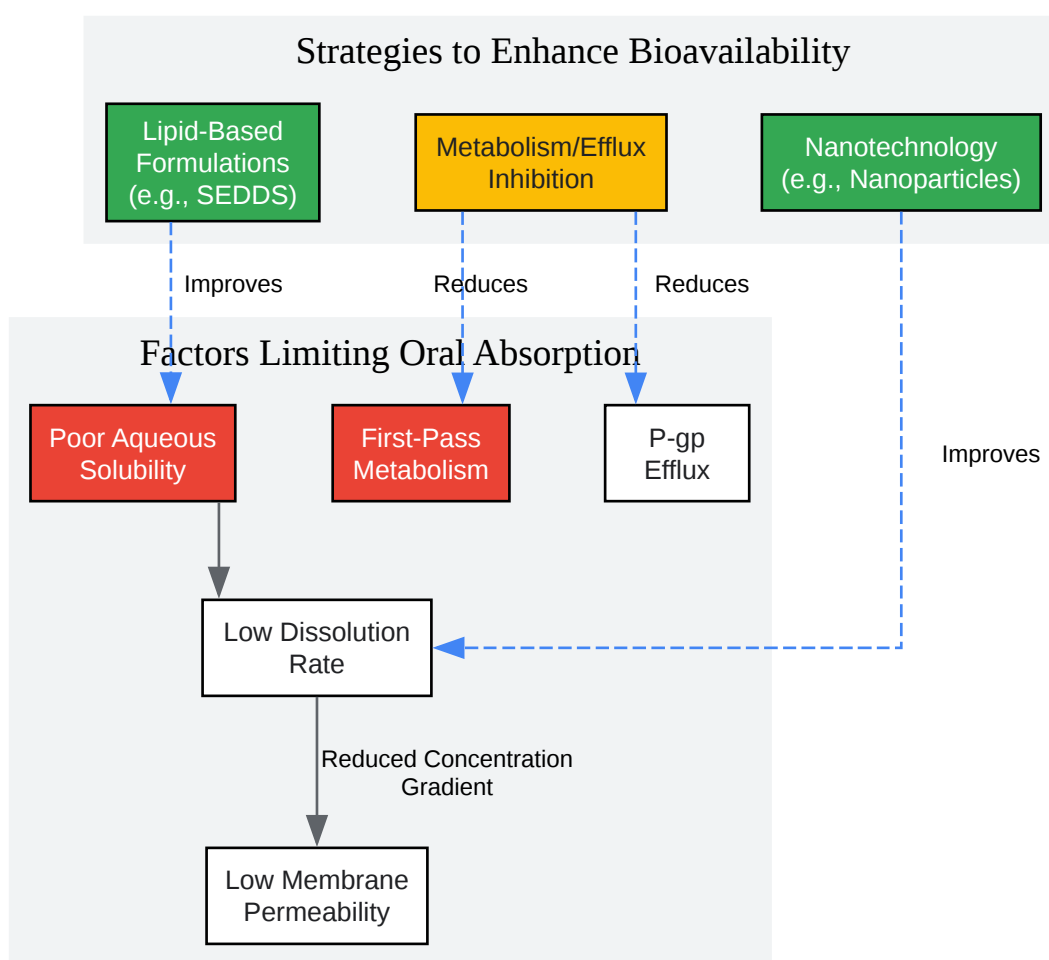 Strategies to Enhance Bioavailability
Lipid-Based
Formulations
(e.g., SEDDS)
Metabolism/Efflux
Inhibition
Nanotechnology
(e.g., Nanoparticles)
Improves
Reduces
Reduces
Factors Limiting Oral Absorption
Poor Aqueous
Solubility
First-Pass
Metabolism
P-gp
Efflux
Improves
Low Dissolution
Rate
Reduced Concentration
Gradient
Low Membrane
Permeability